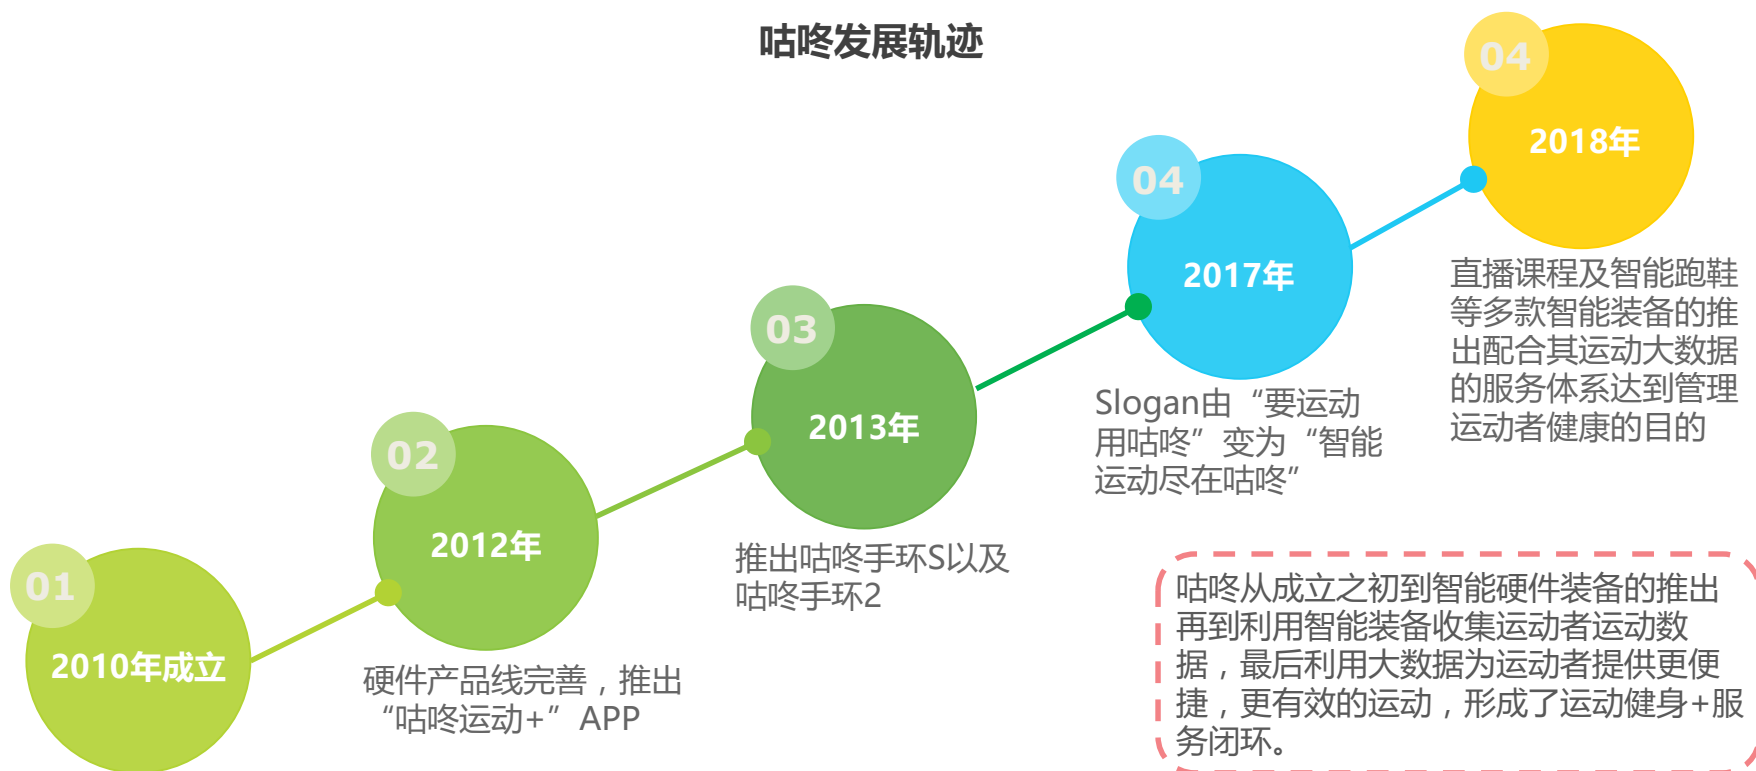 咕咚发展轨迹
01
2010年成立
02
2012年
硬件产品线完善，推出
“咕咚运动+”APP
03
2013年
推出咕咚手环S以及
咕咚手环2
04
2017年
Slogan由“要运动
用咕咚”变为“智能
运动尽在咕咚”
04
2018年
直播课程及智能跑鞋
等多款智能装备的推
出配合其运动大数据
的服务体系达到管理
运动者健康的目的
咕咚从成立之初到智能硬件装备的推出
再到利用智能装备收集运动者运动数
据，最后利用大数据为运动者提供更便
捷，更有效的运动，形成了运动健身+服
务闭环。